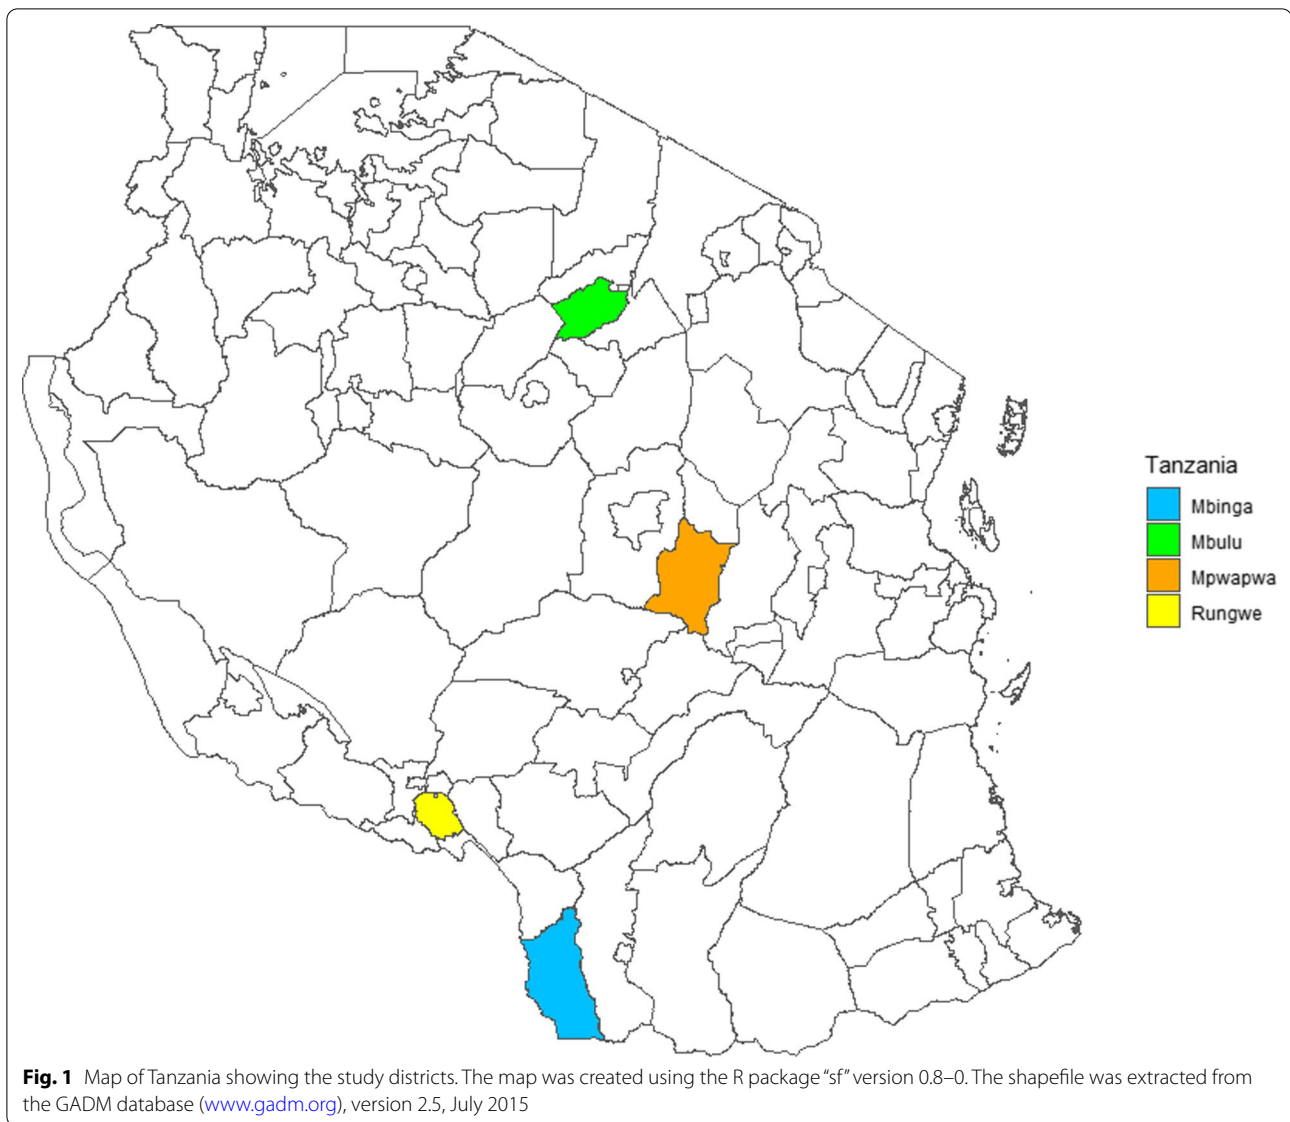 Tanzania
Mbinga
Mbulu
Mpwapwa
Rungwe
Fig. 1 Map of Tanzania showing the study districts. The map was created using the R package “sf” version 0.8–0. The shapefile was extracted from
the GADM database (www.gadm.org), version 2.5, July 2015